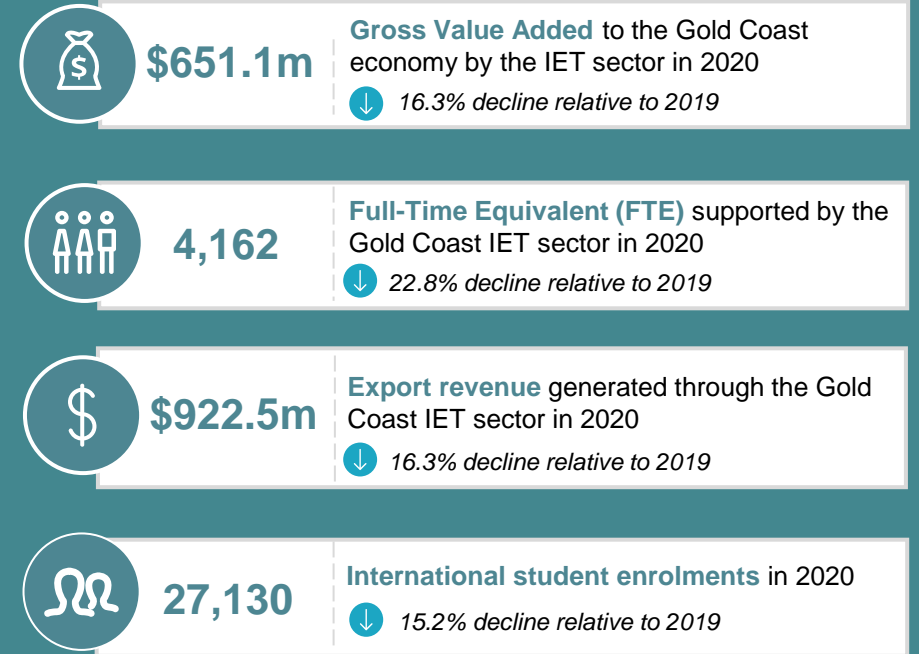 $
$651.1m
Gross Value Added to the Gold Coast
economy by the IET sector in 2020
16.3% decline relative to 2019
4,162
Full-Time Equivalent (FTE) supported by the
Gold Coast IET sector in 2020
22.8% decline relative to 2019
$
$922.5m
Export revenue generated through the Gold
Coast IET sector in 2020
16.3% decline relative to 2019
27,130
International student enrolments in 2020
15.2% decline relative to 2019